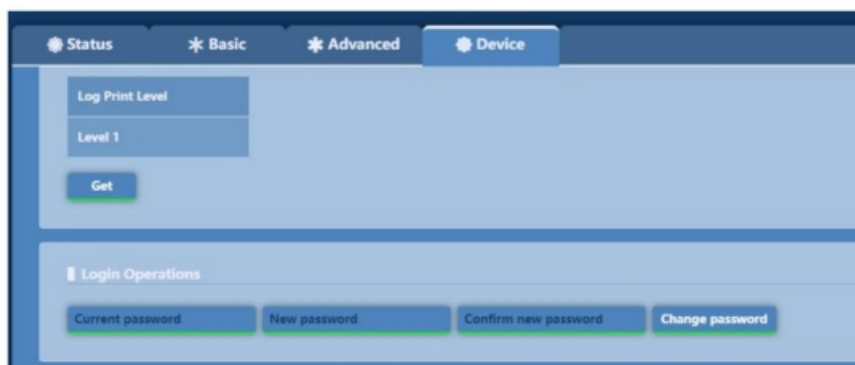 Status Basic Advanced Device
Log Print Level
Level 1
Get
Login Operations
Current password New password Confirm new password Change password